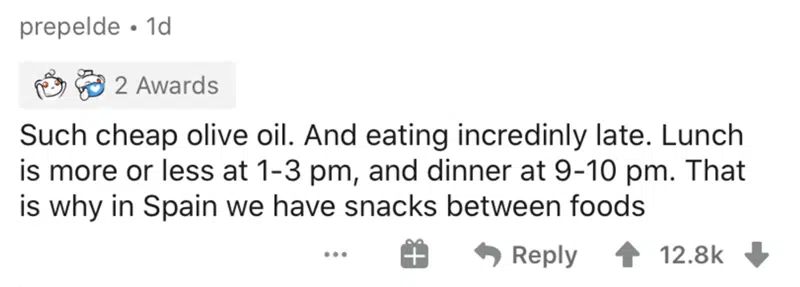 prepelde • 1d
2 Awards
Such cheap olive oil. And eating incredinly late. Lunch
is more or less at 1-3 pm, and dinner at 9-10 pm. That
is why in Spain we have snacks between foods
... Reply 12.8k